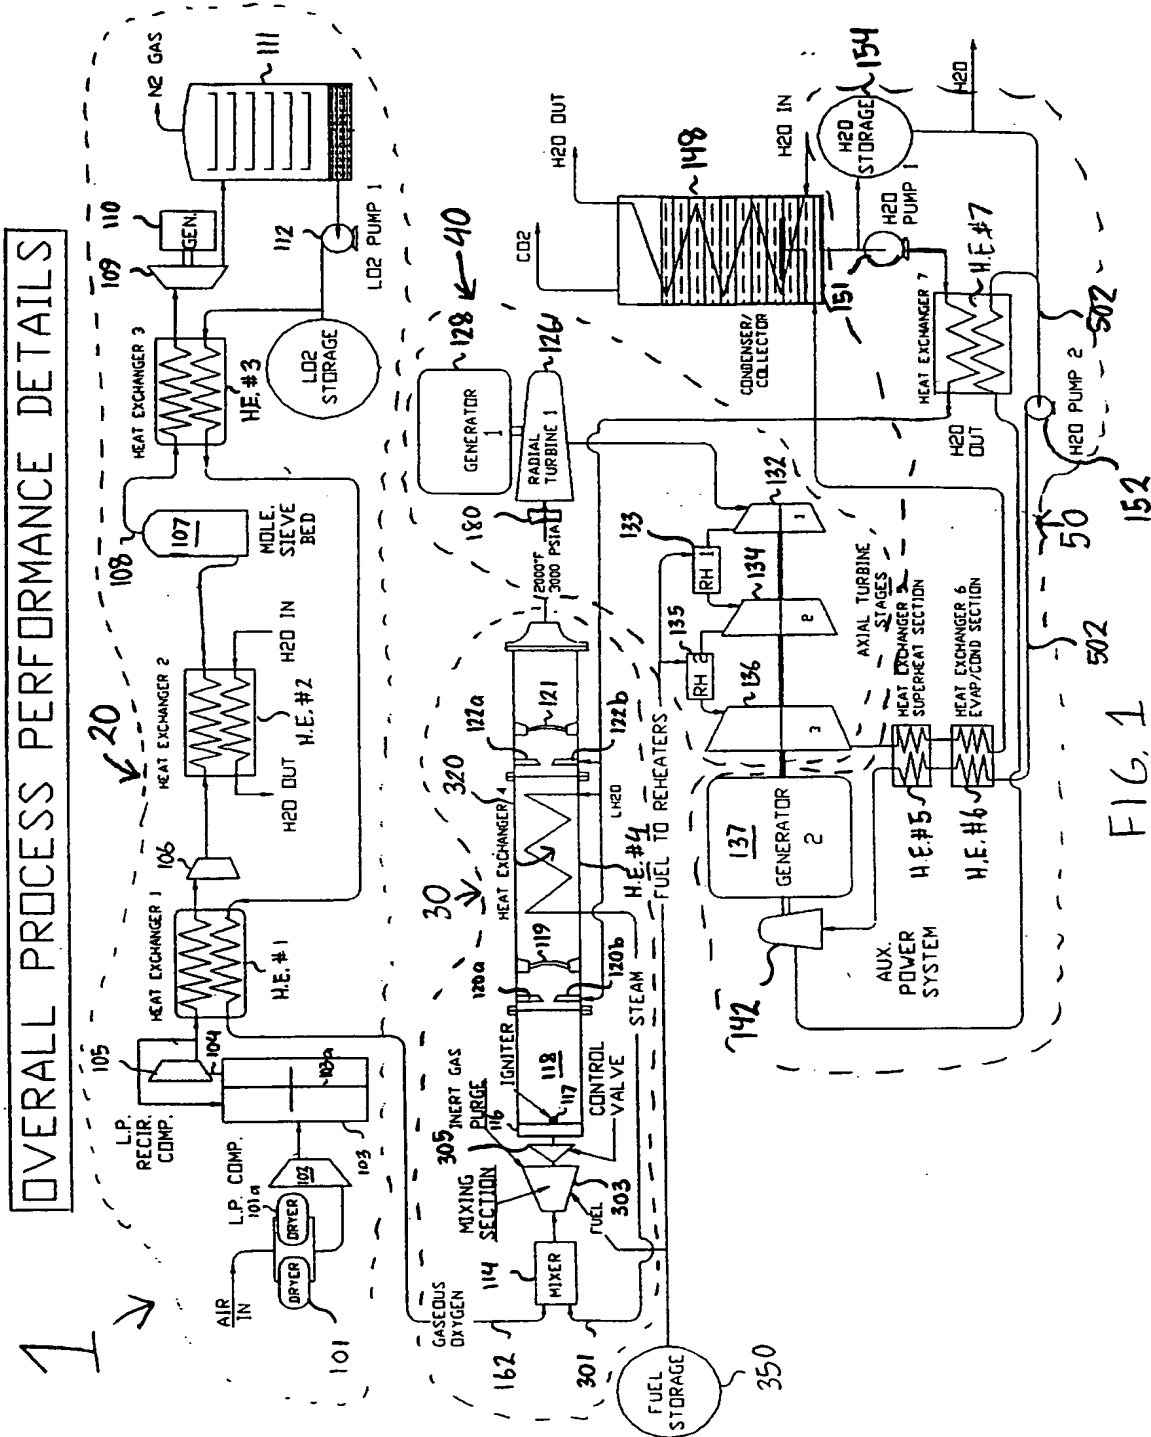 OVERALL PROCESS PERFORMANCE DETAILS
1
20
AIR
IN
DRYER
DRYER
101
L.P. COMP.
101a
102
103
103a
104
105
L.P.
RECIR.
COMP.
HEAT EXCHANGER 1
H.E.#1
106
HEAT EXCHANGER 2
H.E.#2
H2O OUT
H2O IN
107
108
MOLE.
SIEVE
BED
HEAT EXCHANGER 3
H.E.#3
109
110
GEN.
N2 GAS
111
112
LO2 PUMP 1
LO2
STORAGE
GASEOUS
OXYGEN
162
301
114
MIXER
MIXING
SECTION
FUEL
303
305
INERT GAS
PURGE
116
IGNITER
118
117
CONTROL
VALVE
30
120a
120b
119
HEAT EXCHANGER 4
H.E.#4
320
LH2O
STEAM
122a
122b
121
2000°F
3000 PSIA
180
RADIAL
TURBINE 1
126
GENERATOR
1
128
40
FUEL
STORAGE
350
FUEL TO REHEATERS
RH 1
133
RH 2
135
1
132
2
134
3
136
AXIAL TURBINE
STAGES
GENERATOR
2
137
142
AUX.
POWER
SYSTEM
HEAT EXCHANGER 5
SUPERHEAT SECTION
H.E.#5
HEAT EXCHANGER 6
EVAP/COND SECTION
H.E.#6
CO2
H2O OUT
148
CONDENSER/
COLLECTOR
H2O IN
H2O
STORAGE
154
H2O
PUMP 1
151
HEAT EXCHANGER 7
H.E.#7
H2O
OUT
H2O
502
H2O PUMP 2
152
50
502
FIG. 1